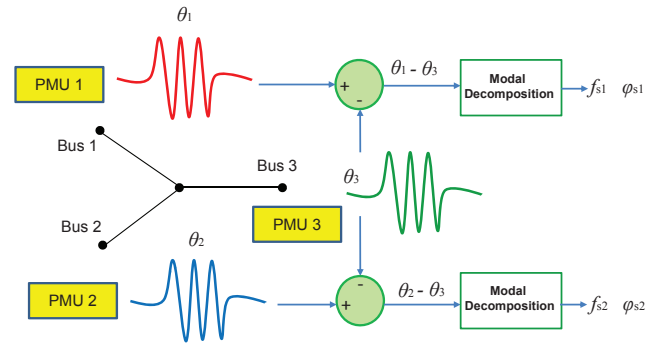 θ1
PMU 1
+
-
θ1 - θ3
Modal
Decomposition
fs1 φs1
Bus 1
Bus 3
θ3
Bus 2
PMU 3
θ2
PMU 2
-
+
θ2 - θ3
Modal
Decomposition
fs2 φs2